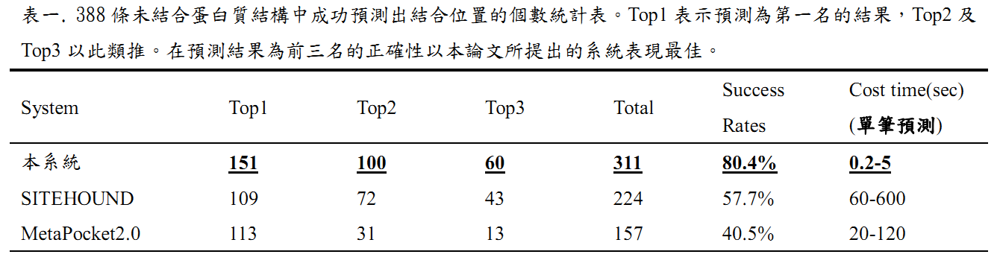 表一. 388 條未結合蛋白質結構中成功預測出結合位置的個數統計表。Top1 表示預測為第一名的結果，Top2 及
Top3 以此類推。在預測結果為前三名的正確性以本論文所提出的系統表現最佳。
System Top1 Top2 Top3 Total Success Rates Cost time(sec) (單筆預測)
本系統 151 100 60 311 80.4% 0.2-5
SITEHOUND 109 72 43 224 57.7% 60-600
MetaPocket2.0 113 31 13 157 40.5% 20-120